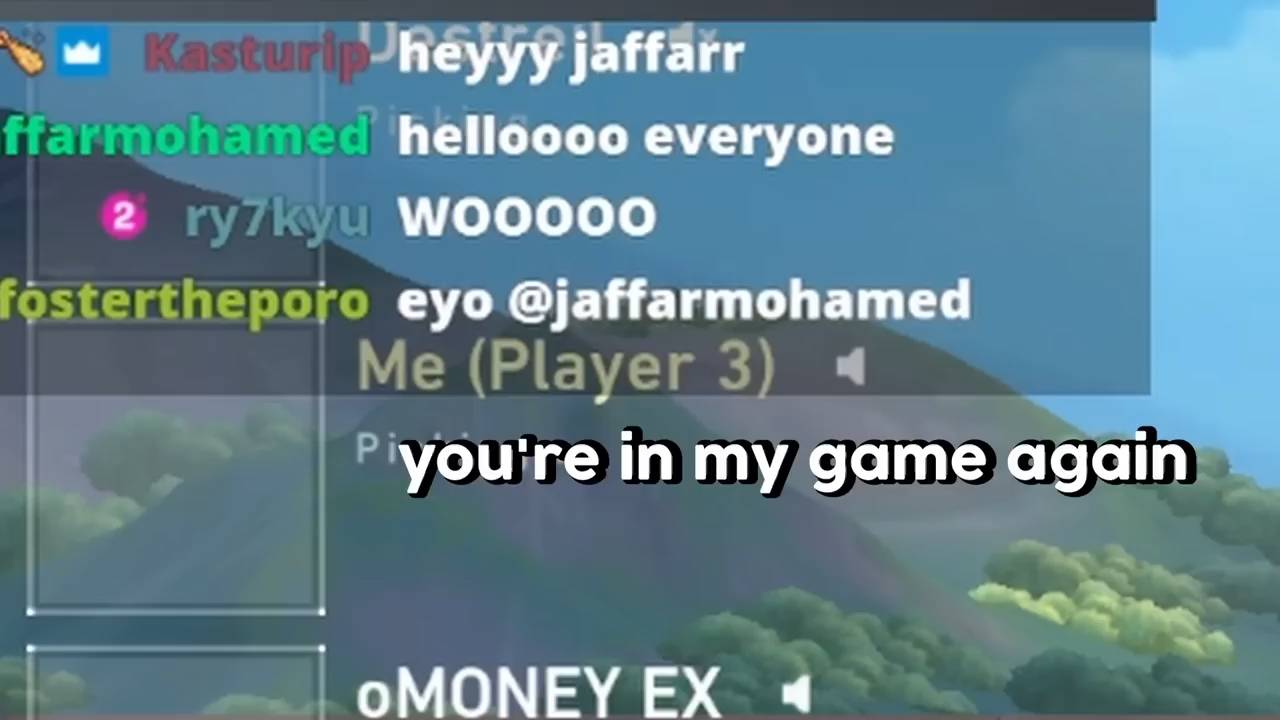 Kasturip heyyy jaffarr
ffarmohamed helloooo everyone
2 ry7kyu WOOOOO
fostertheporo eyo @jaffarmohamed
Me (Player 3)
you're in my game again
oMONEY EX